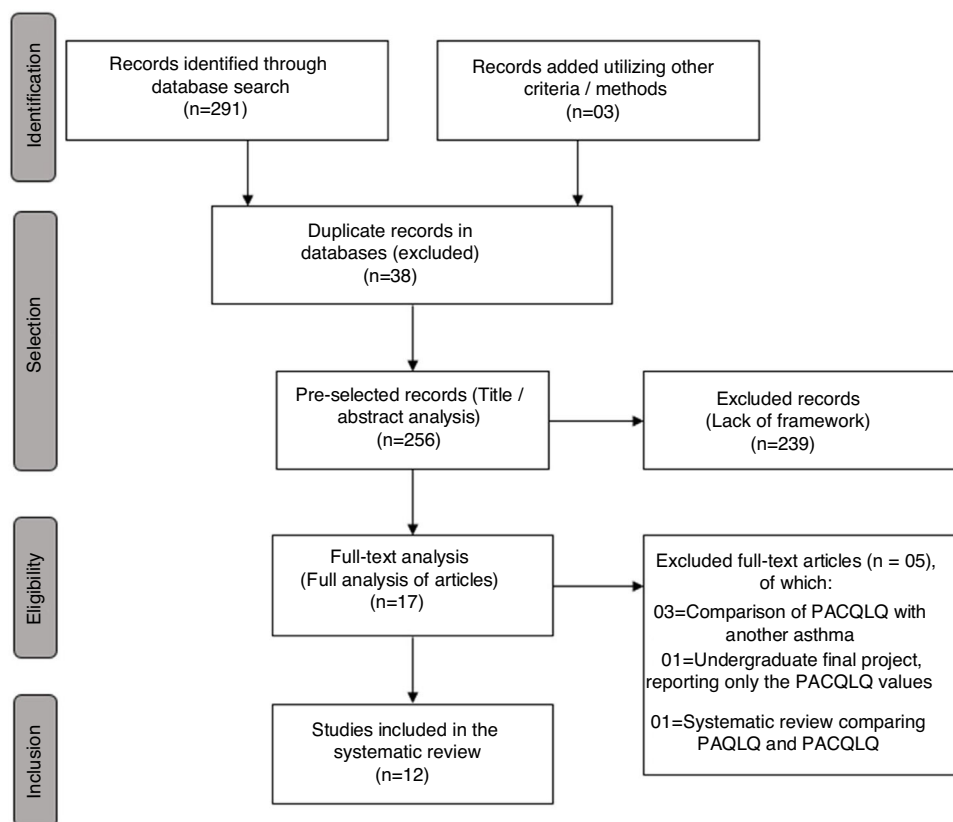 Identification
Records identified through
database search
(n=291)
Records added utilizing other
criteria / methods
(n=03)
Selection
Duplicate records in
databases (excluded)
(n=38)
Pre-selected records (Title /
abstract analysis)
(n=256)
Excluded records
(Lack of framework)
(n=239)
Eligibility
Full-text analysis
(Full analysis of articles)
(n=17)
Excluded full-text articles (n = 05),
of which:
03=Comparison of PACQLQ with
another asthma
01=Undergraduate final project,
reporting only the PACQLQ values
01=Systematic review comparing
PAQLQ and PACQLQ
Inclusion
Studies included in the
systematic review
(n=12)